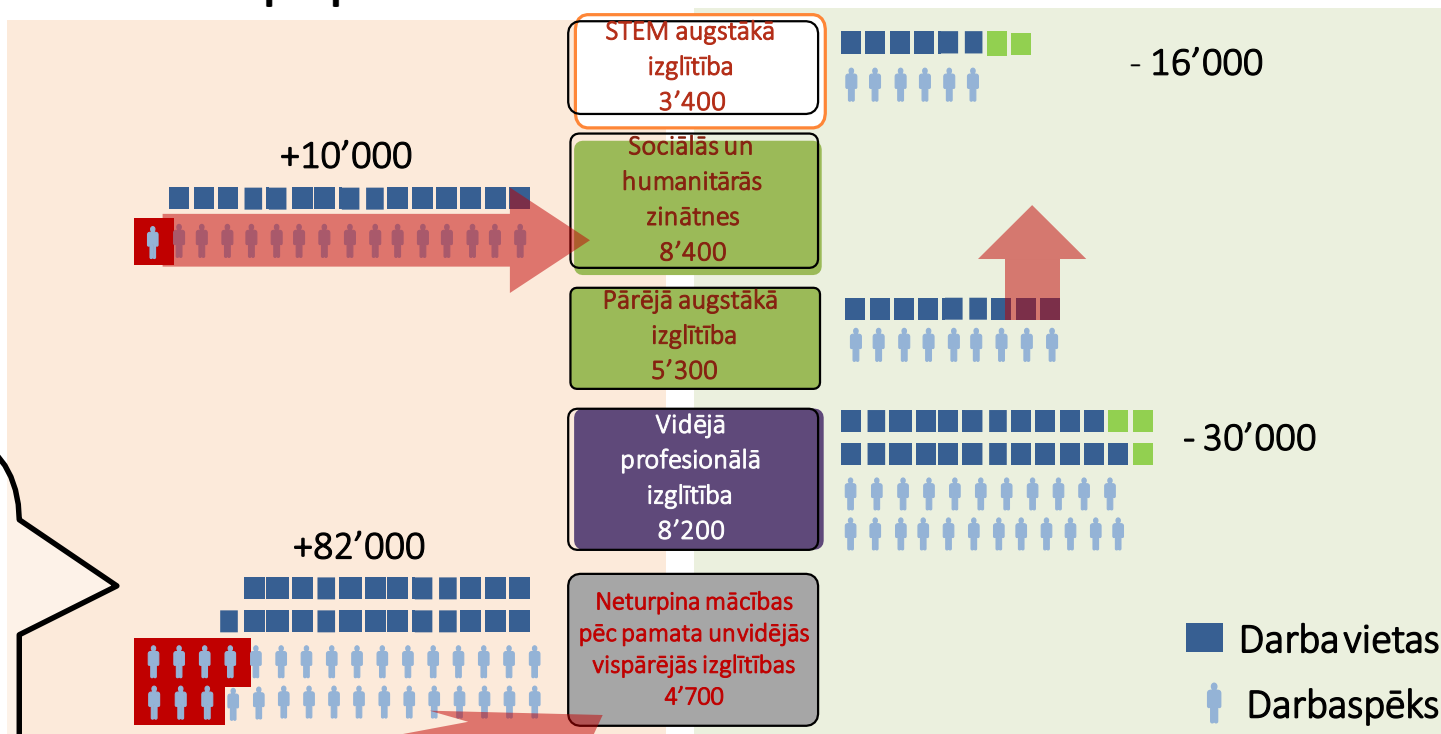 STEM augstākā
izglītība
3’400
- 16’000
+10’000
Sociālās un
humanitārās
zinātnes
8’400
Pārējā augstākā
izglītība
5’300
Vidējā
profesionālā
izglītība
8’200
- 30’000
+82’000
Neturpina mācības
pēc pamata unvidējās
vispārējās izglītības
4’700
Darba vietas
Darbaspēks